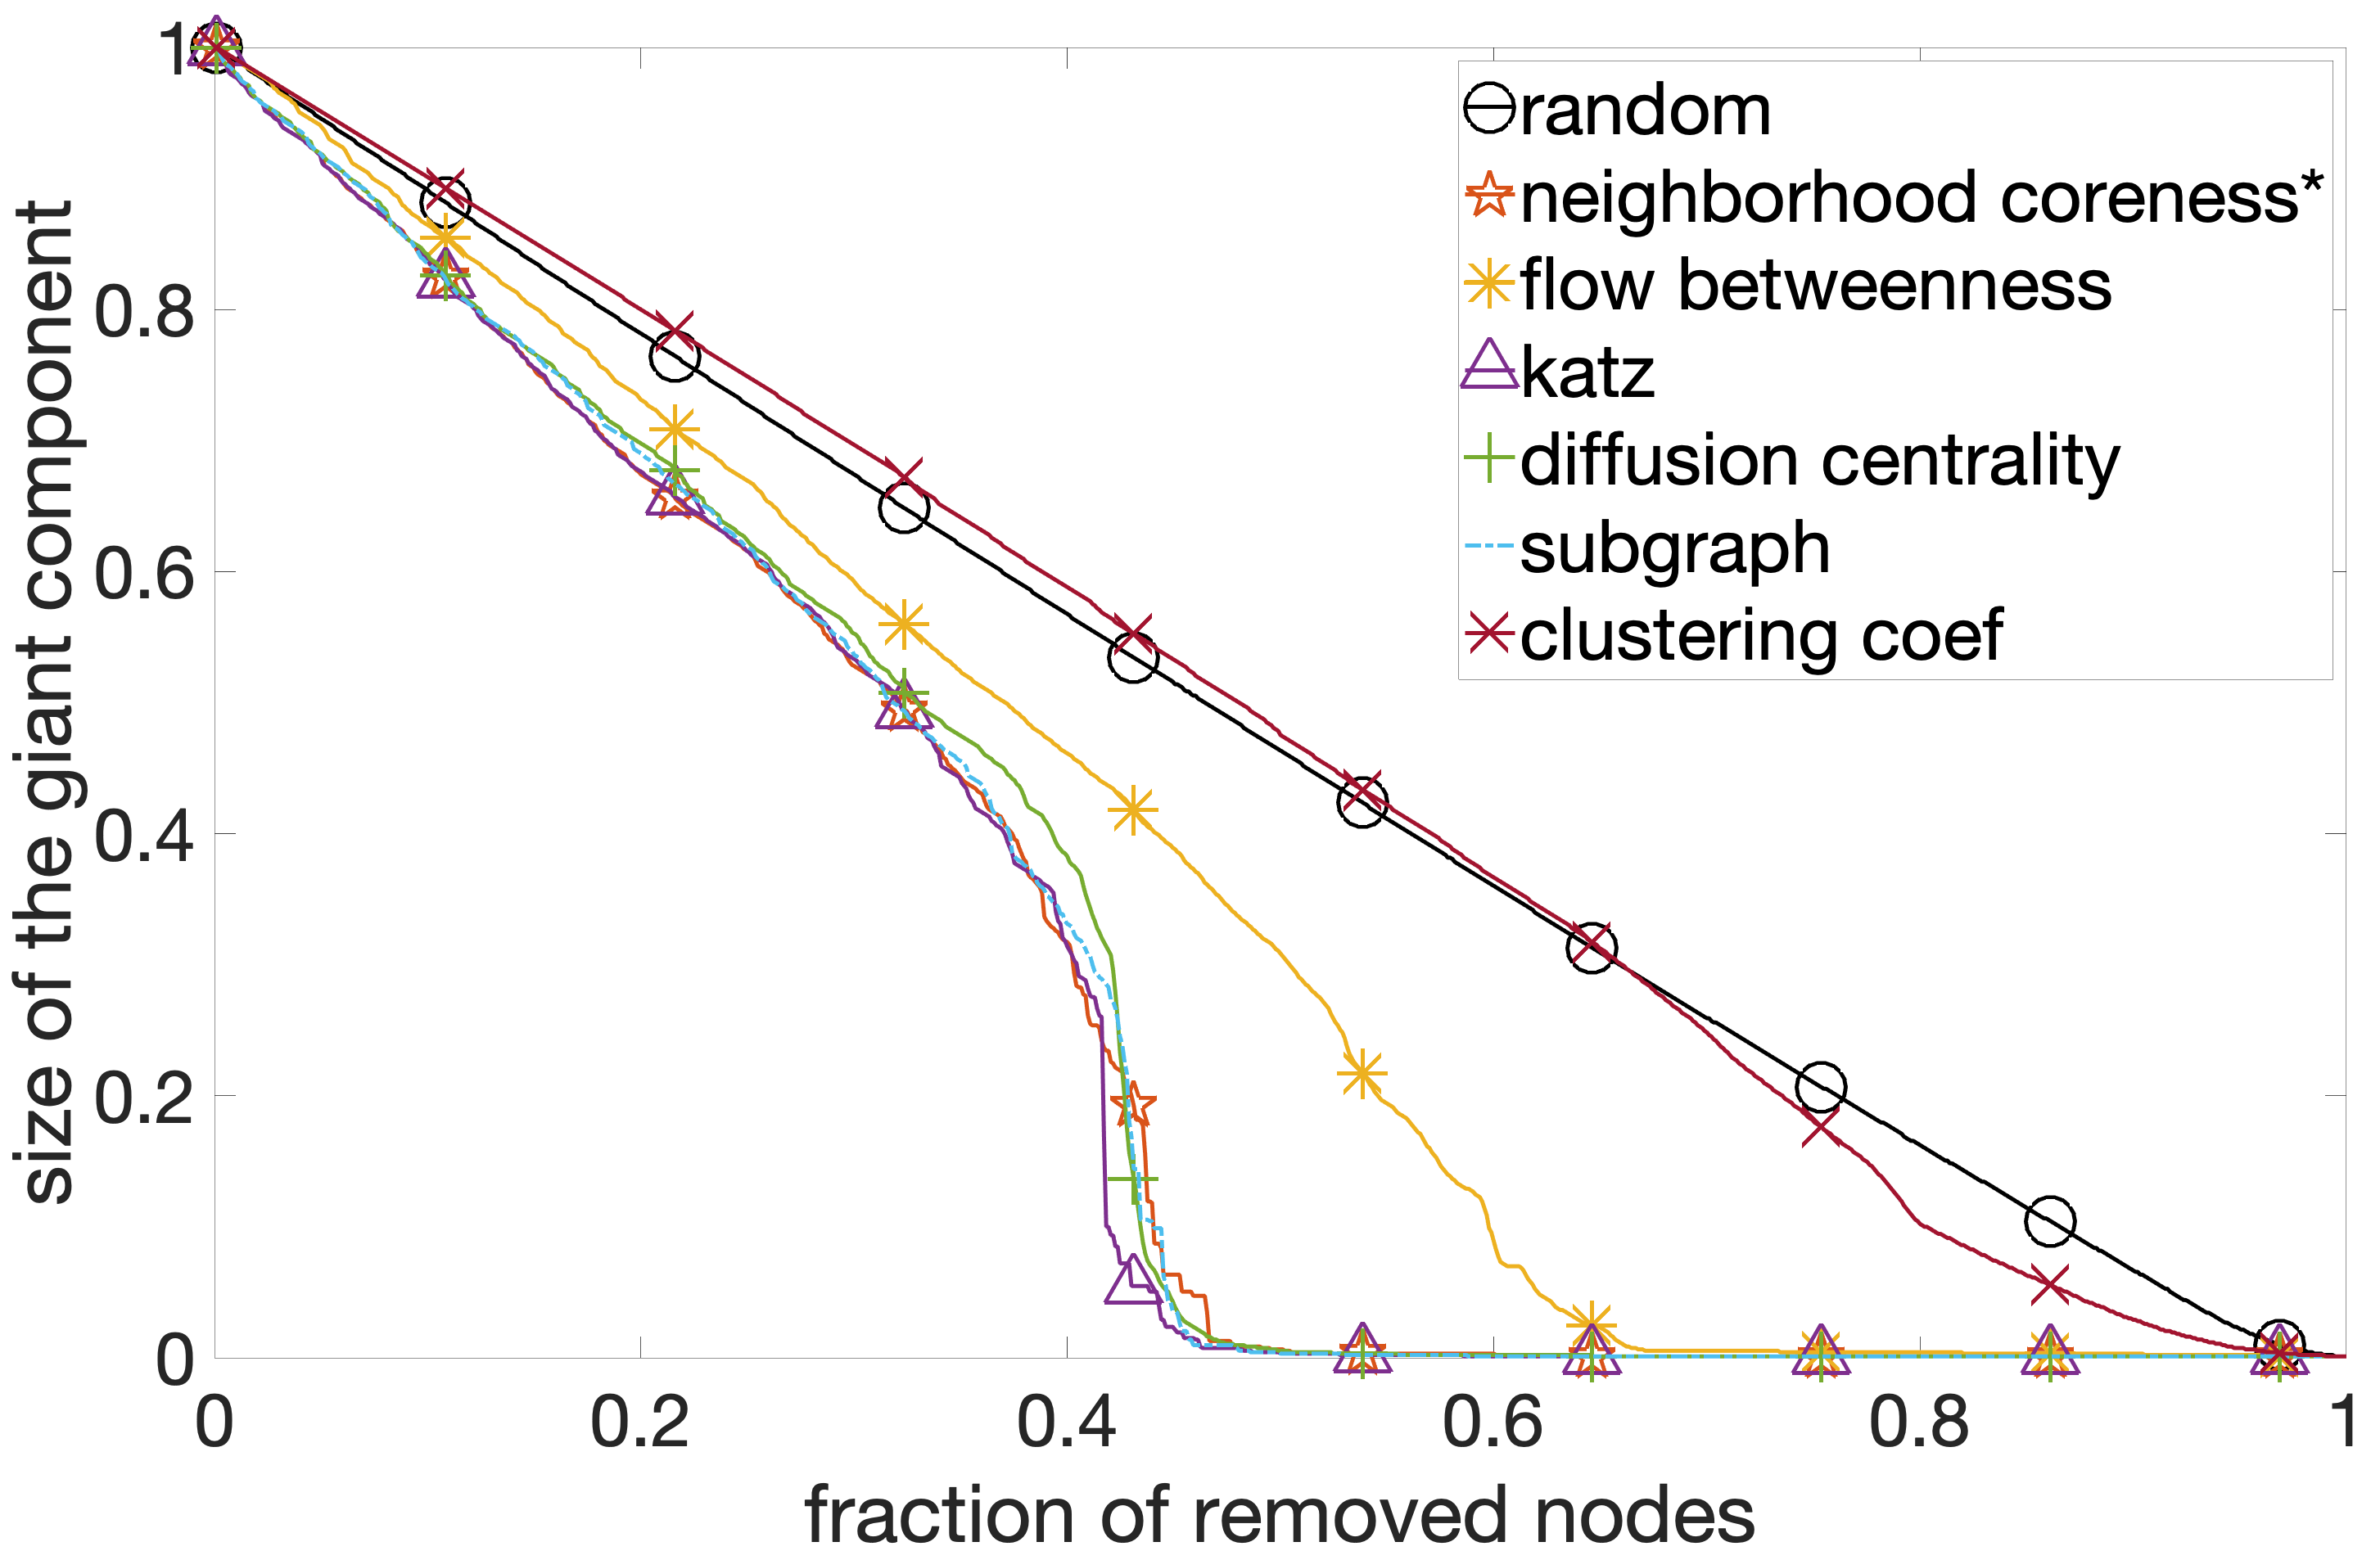 size of the giant component
1
0.8
0.6
0.4
0.2
0
0
0.2
0.4
0.6
0.8
1
fraction of removed nodes
random
neighborhood coreness*
flow betweenness
katz
diffusion centrality
subgraph
clustering coef